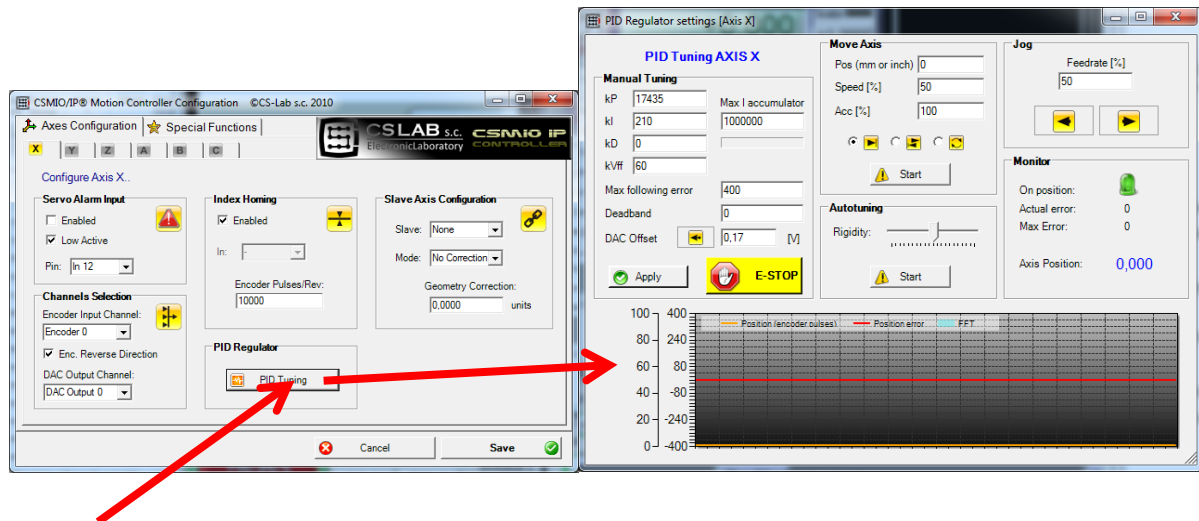 CSMIO/IP® Motion Controller Configuration ©CS-Lab s.c. 2010
Axes Configuration
Special Functions
CSLAB s.c.
ElectronicLaboratory
CSMIO IP
CONTROLLER
X Y Z A B C
Configure Axis X..
Servo Alarm Input
Enabled
Low Active
Pin: In 12
Channels Selection
Encoder Input Channel:
Encoder 0
Enc. Reverse Direction
DAC Output Channel:
DAC Output 0
Index Homing
Enabled
In: -
Encoder Pulses/Rev:
10000
PID Regulator
PID Tuning
Slave Axis Configuration
Slave: None
Mode: No Correction
Geometry Correction:
0,0000 units
Cancel
Save
PID Regulator settings [Axis X]
PID Tuning AXIS X
Manual Tuning
kP 17435
kI 210
kD 0
kVff 60
Max I accumulator
1000000
Max following error 400
Deadband 0
DAC Offset 0,17 [V]
Apply
E-STOP
Move Axis
Pos (mm or inch) 0
Speed [%] 50
Acc [%] 100
Start
Autotuning
Rigidity:
Start
Jog
Feedrate [%]
50
Monitor
On position:
Actual error: 0
Max Error: 0
Axis Position: 0,000
Position (encoder pulses) Position error FFT
100 400
80 240
60 80
40 -80
20 -240
0 -400